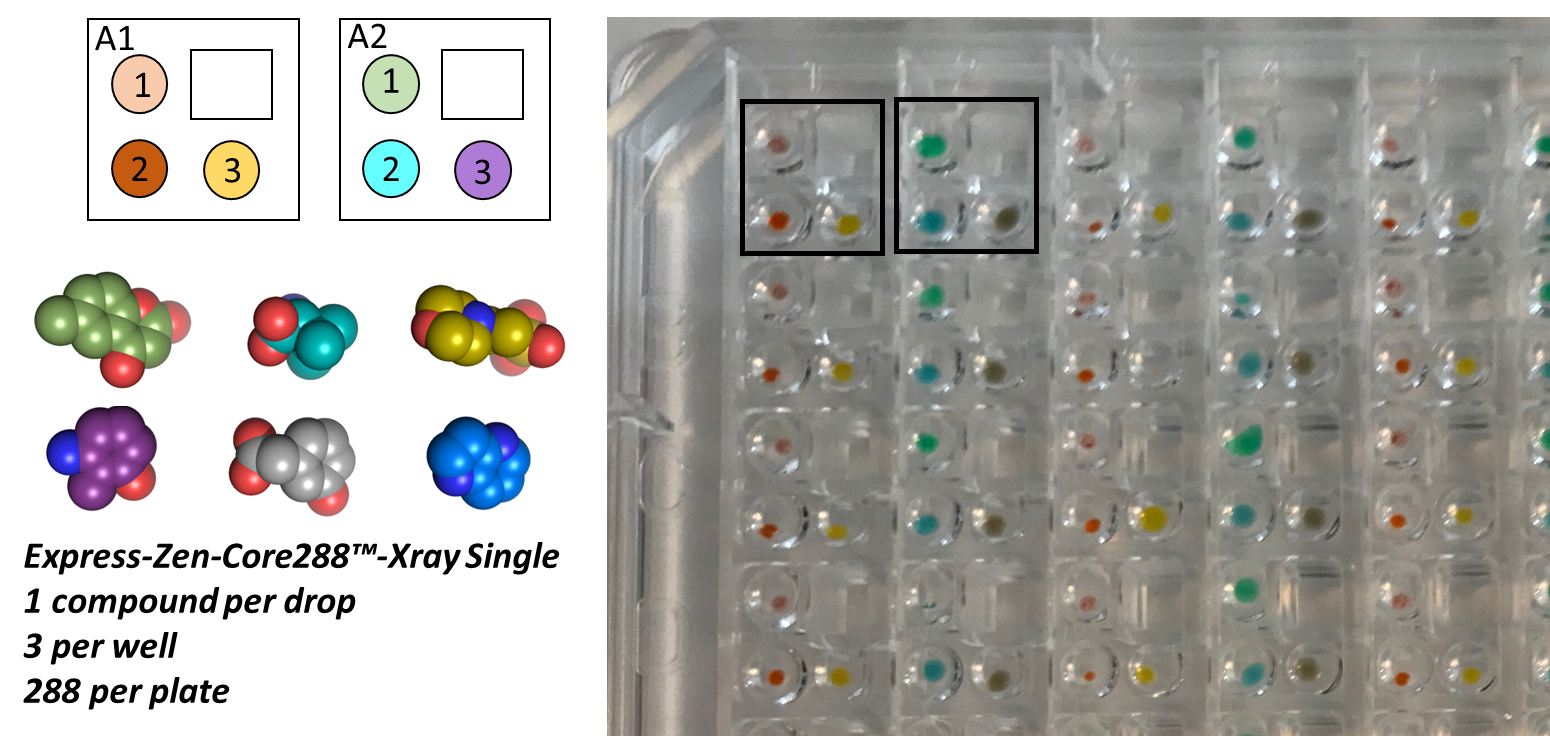 A1
1
2
3
A2
1
2
3
Express-Zen-Core288™-Xray Single
1 compound per drop
3 per well
288 per plate